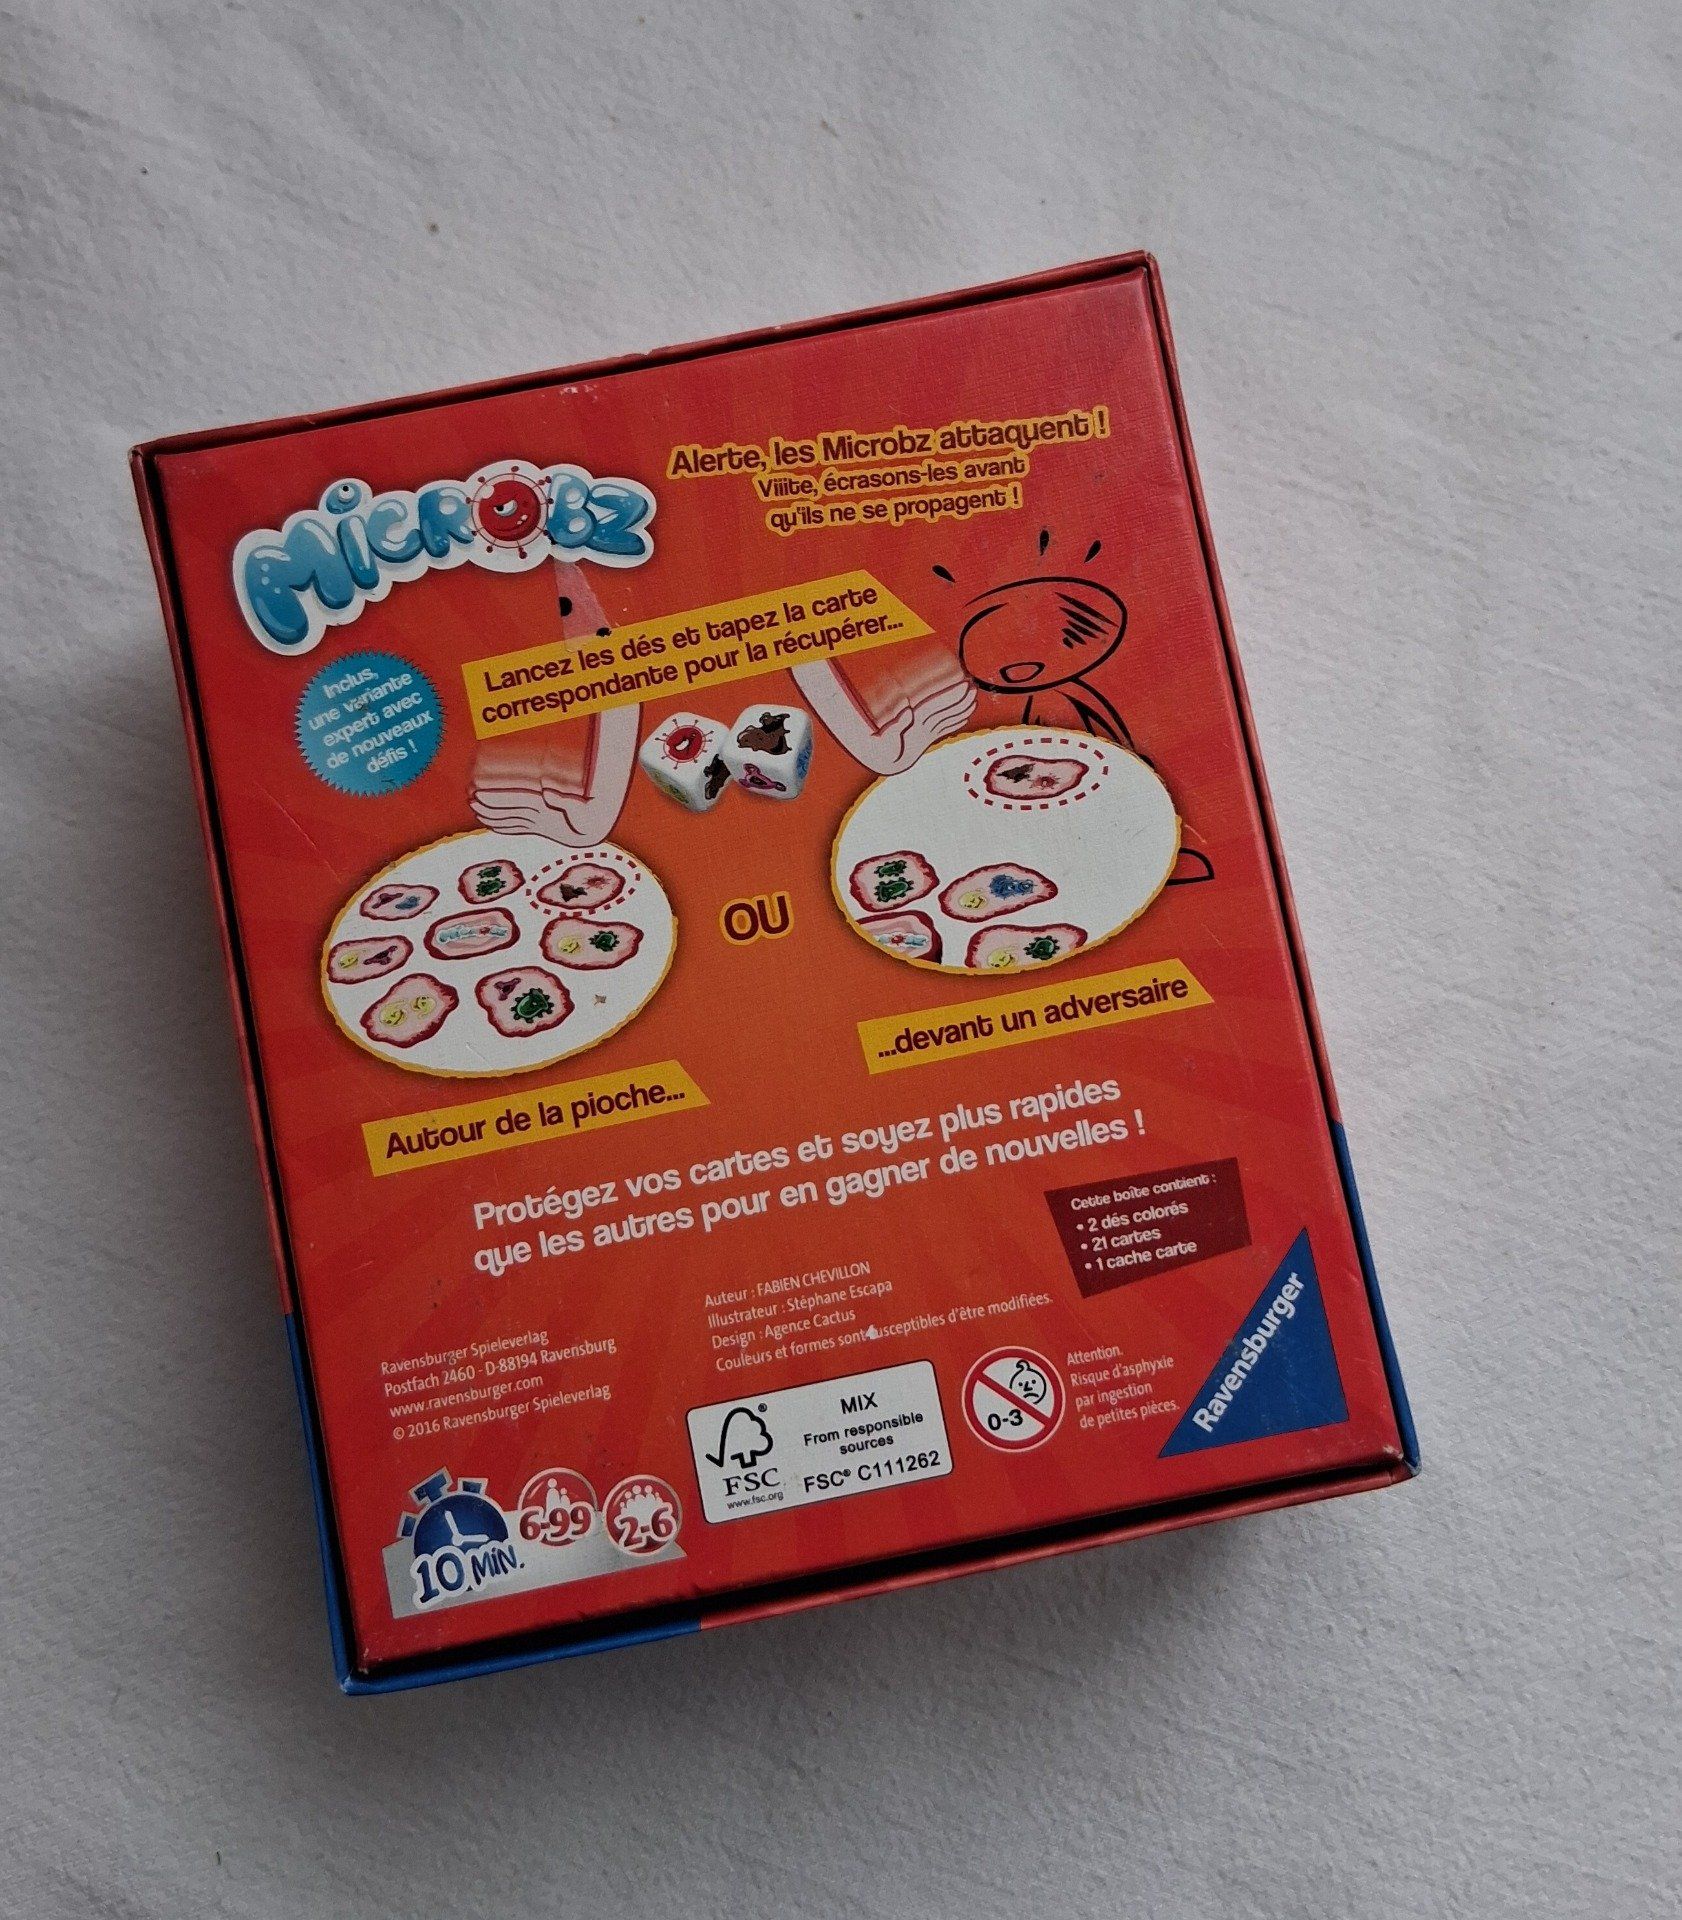 MICROBZ
Alerte, les Microbz attaquent !
Viiite, écrasons-les avant
qu'ils ne se propagent !
Inclus,
une variante
expert avec
de nouveaux
défis !
Lancez les dés et tapez la carte
correspondante pour la récupérer...
MICROBZ
OU
MICROBZ
Autour de la pioche...
...devant un adversaire
Protégez vos cartes et soyez plus rapides
que les autres pour en gagner de nouvelles !
Cette boîte contient :
• 2 dés colorés
• 21 cartes
• 1 cache carte
Auteur : FABIEN CHEVILLON
Illustrateur : Stéphane Escapa
Design : Agence Cactus
Couleurs et formes sont susceptibles d'être modifiées.
Ravensburger Spieleverlag
Postfach 2460 - D-88194 Ravensburg
www.ravensburger.com
© 2016 Ravensburger Spieleverlag
FSC®
www.fsc.org
MIX
From responsible
sources
FSC® C111262
0-3
Attention.
Risque d'asphyxie
par ingestion
de petites pièces.
Ravensburger
10 MIN.
6-99
2-6